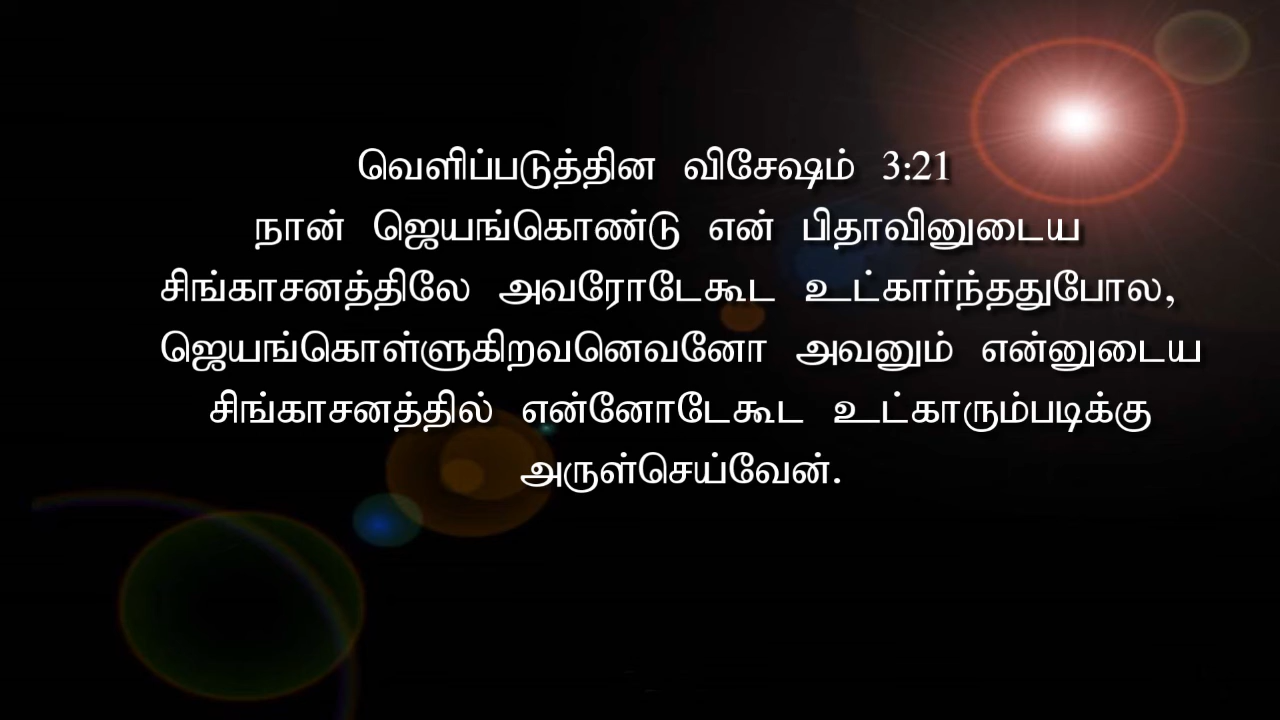 வெளிப்படுத்தின விசேஷம் 3:21
நான் ஜெயங்கொண்டு என் பிதாவினுடைய
சிங்காசனத்திலே அவரோடேகூட உட்கார்ந்ததுபோல,
ஜெயங்கொள்ளுகிறவனெவனோ அவனும் என்னுடைய
சிங்காசனத்தில் என்னோடேகூட உட்காரும்படிக்கு
அருள்செய்வேன்.